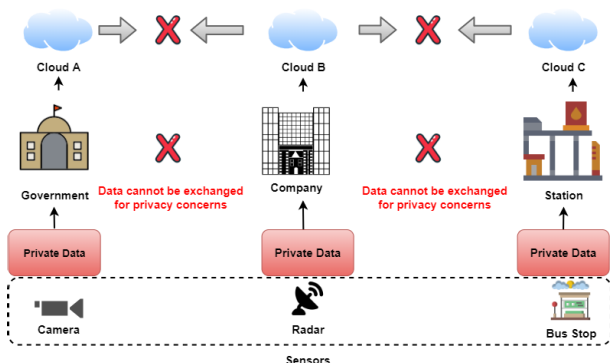 Cloud A
Cloud B
Cloud C
Government
Data cannot be exchanged
for privacy concerns
Company
Data cannot be exchanged
for privacy concerns
Station
Private Data
Private Data
Private Data
Camera
Radar
Bus Stop
Sensors